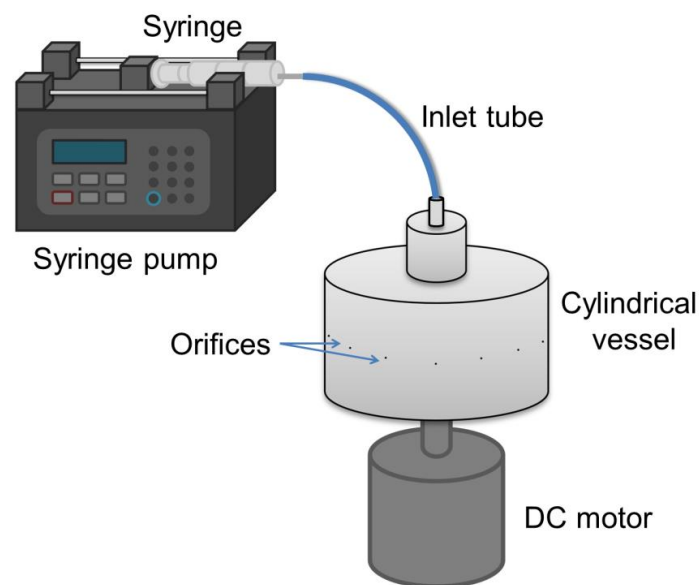 Syringe
Inlet tube
Syringe pump
Cylindrical
vessel
Orifices
DC motor